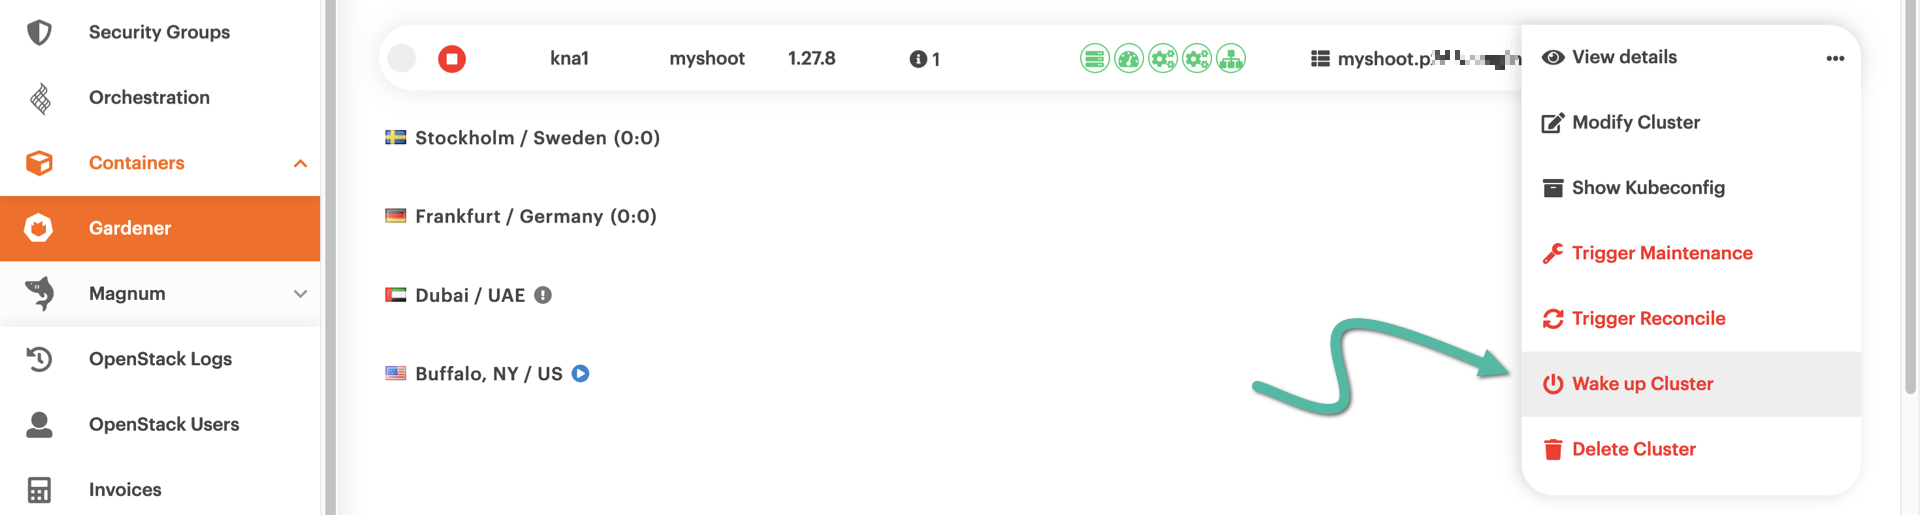 Security Groups
Orchestration
Containers
Gardener
Magnum
OpenStack Logs
OpenStack Users
Invoices
kna1 myshoot 1.27.8 1 myshoot.p
Stockholm / Sweden (0:0)
Frankfurt / Germany (0:0)
Dubai / UAE
Buffalo, NY / US
View details
Modify Cluster
Show Kubeconfig
Trigger Maintenance
Trigger Reconcile
Wake up Cluster
Delete Cluster